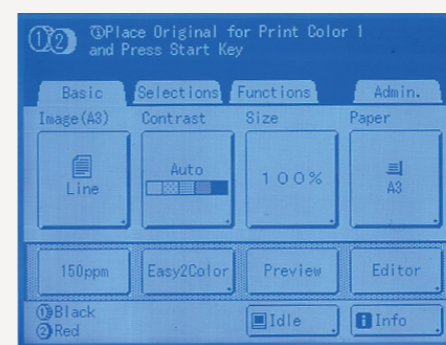 ①② ①Place Original for Print Color 1
and Press Start Key
Basic Selections Functions Admin.
Image(A3) Contrast Size Paper
Line Auto 100% A3
150ppm Easy2Color Preview Editor
①Black
②Red Idle Info